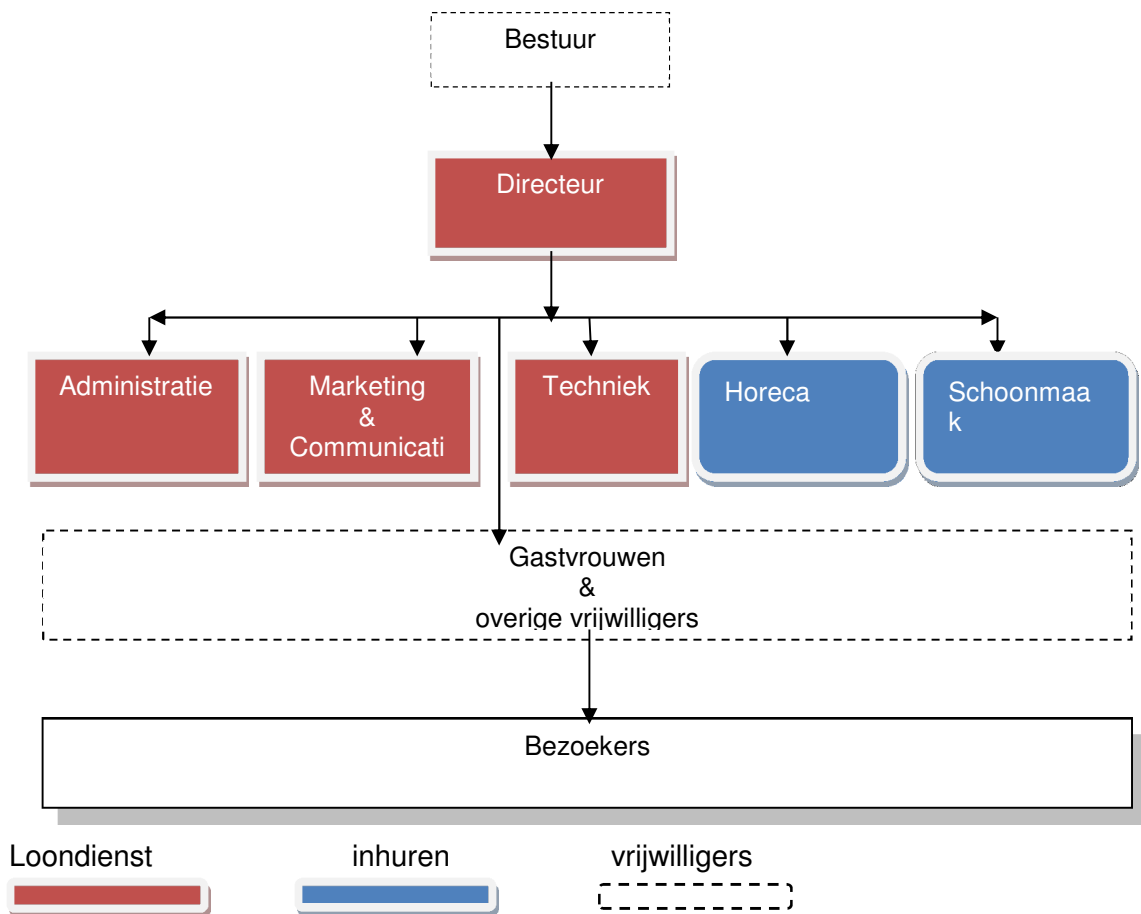 Bestuur
Directeur
Administratie
Marketing
&
Communicati
Techniek
Horeca
Schoonmaa
k
Gastvrouwen
&
overige vrijwilligers
Bezoekers
Loondienst
inhuren
vrijwilligers